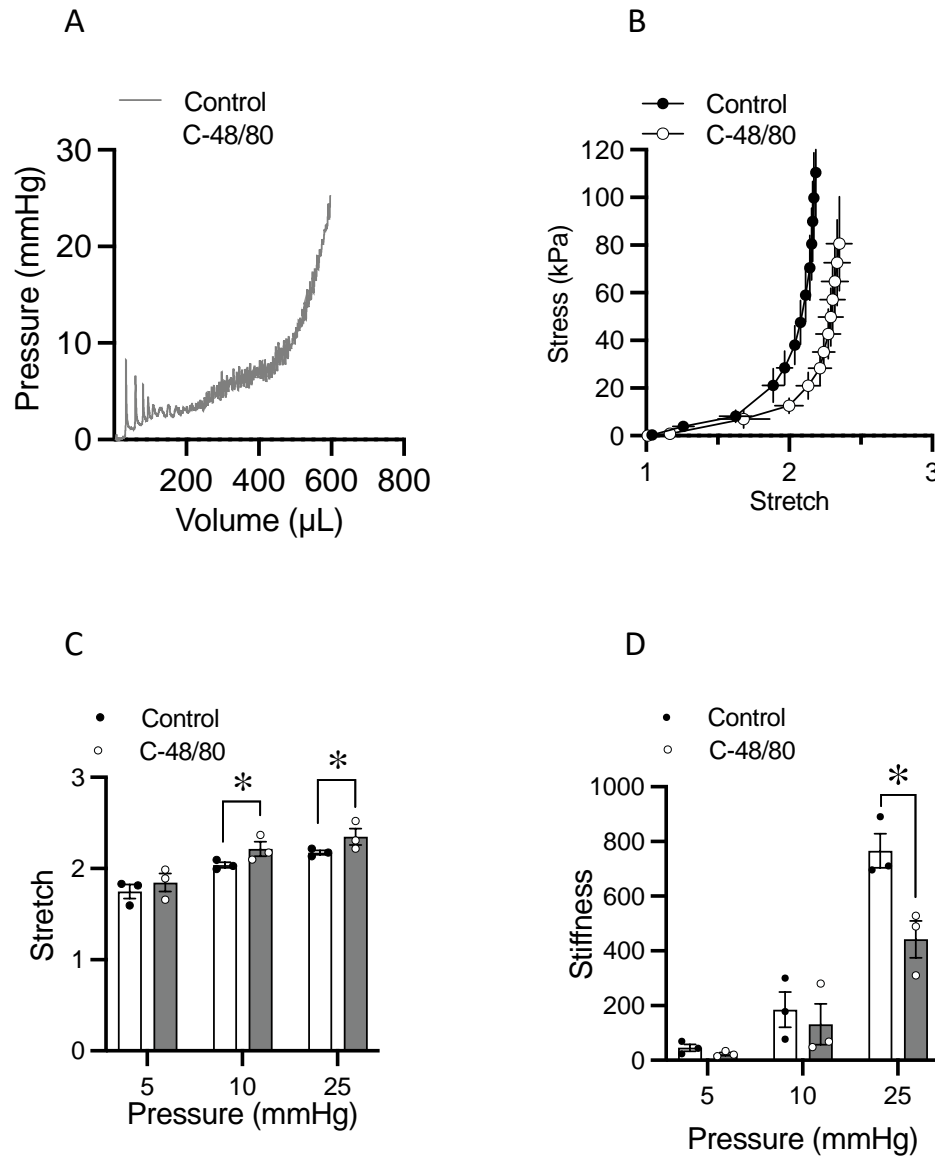 A
Control
C-48/80
30
20
10
0
200 400 600 800
Pressure (mmHg)
Volume (µL)
B
Control
C-48/80
120
100
80
60
40
20
0
1 2 3
Stress (kPa)
Stretch
C
Control
C-48/80
3
2
1
0
* *
5 10 25
Stretch
Pressure (mmHg)
D
Control
C-48/80
1000
800
600
400
200
0
*
5 10 25
Stiffness
Pressure (mmHg)